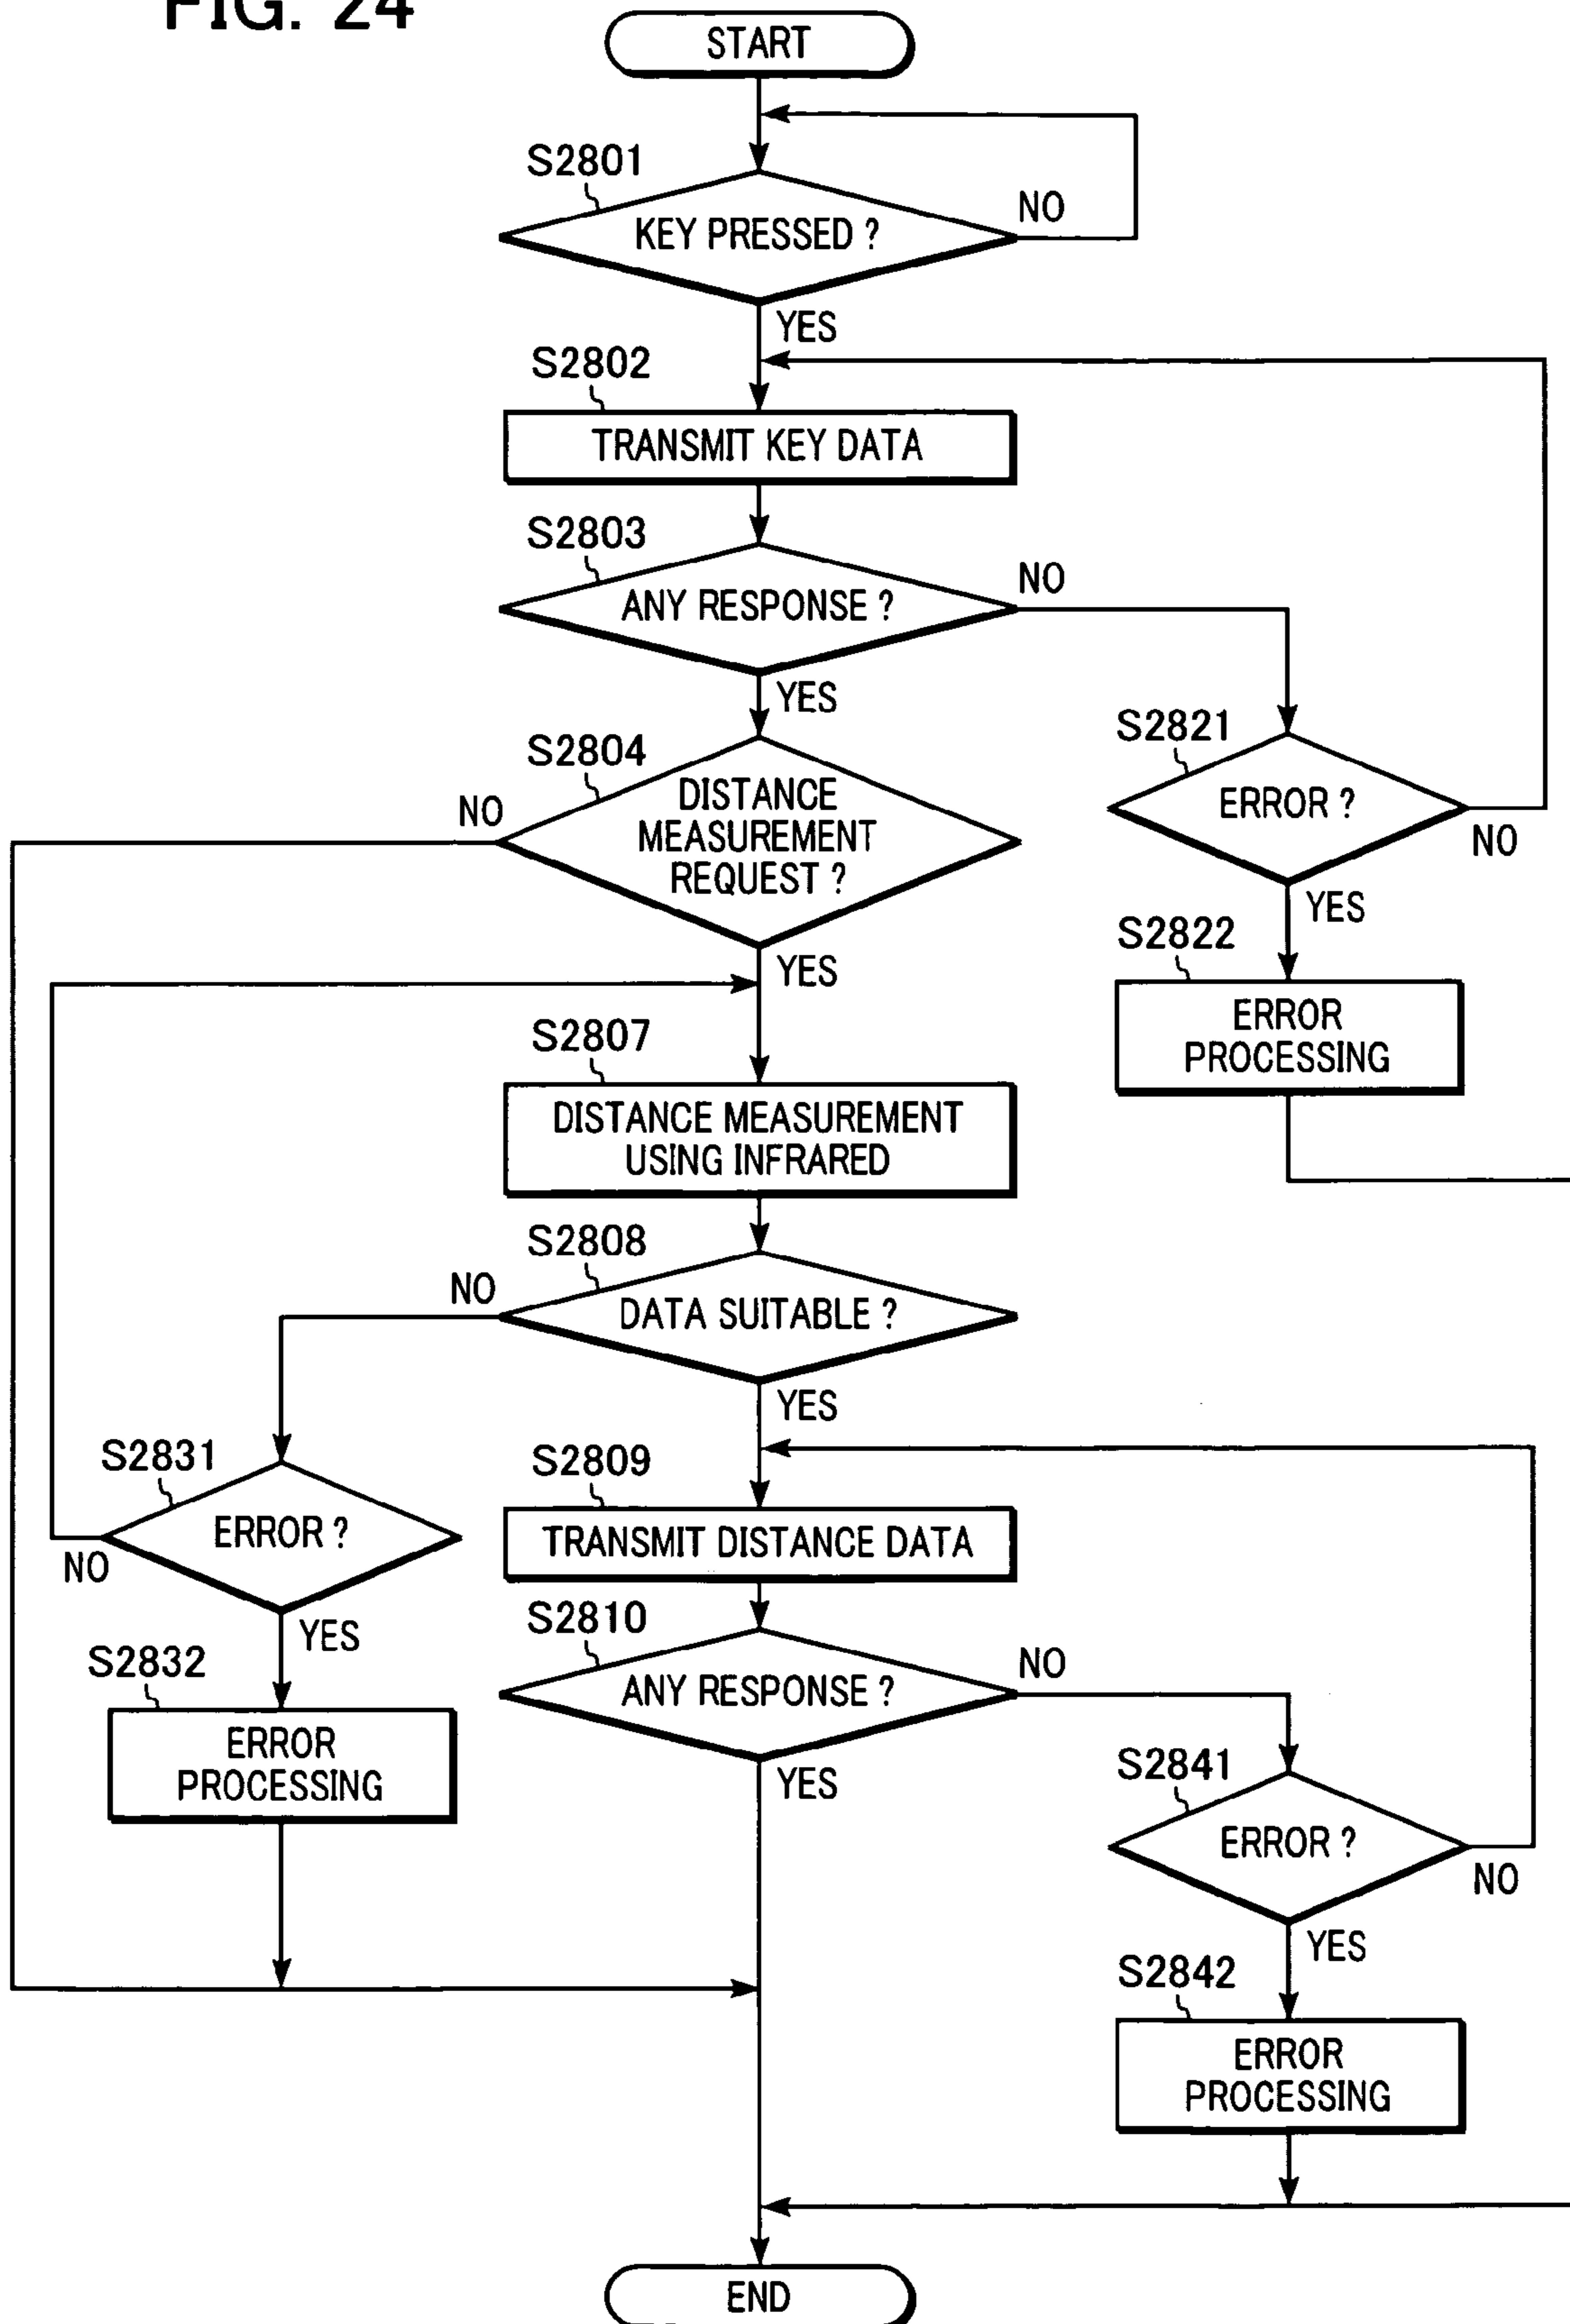 FIG. 24
START
S2801
KEY PRESSED ?
NO
YES
S2802
TRANSMIT KEY DATA
S2803
ANY RESPONSE ?
NO
YES
S2804
DISTANCE
MEASUREMENT
REQUEST ?
NO
YES
S2821
ERROR ?
NO
YES
S2822
ERROR
PROCESSING
S2807
DISTANCE MEASUREMENT
USING INFRARED
S2808
DATA SUITABLE ?
NO
YES
S2831
ERROR ?
NO
YES
S2832
ERROR
PROCESSING
S2809
TRANSMIT DISTANCE DATA
S2810
ANY RESPONSE ?
NO
YES
S2841
ERROR ?
NO
YES
S2842
ERROR
PROCESSING
END